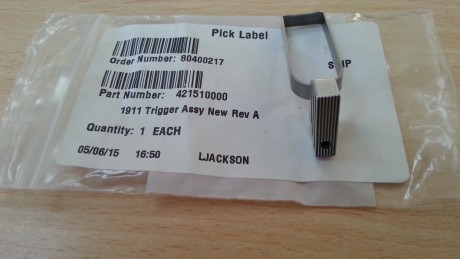 Pick Label
Order Number: 80400217
Part Number: 421510000
1911 Trigger Assy New Rev A
Quantity: 1 EACH
05/06/15 16:50 LJACKSON